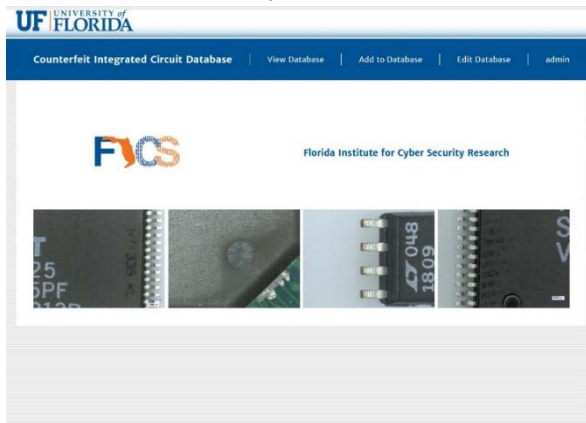 UF UNIVERSITY of
FLORIDA
Counterfeit Integrated Circuit Database | View Database | Add to Database | Edit Database | admin
FICS
Florida Institute for Cyber Security Research
T
25
5PF
048
1809
S
V